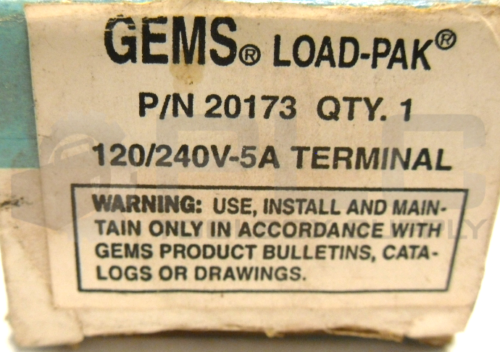 GEMS® LOAD-PAK®
P/N 20173 QTY. 1
120/240V-5A TERMINAL
WARNING: USE, INSTALL AND MAIN-
TAIN ONLY IN ACCORDANCE WITH
GEMS PRODUCT BULLETINS, CATA-
LOGS OR DRAWINGS.